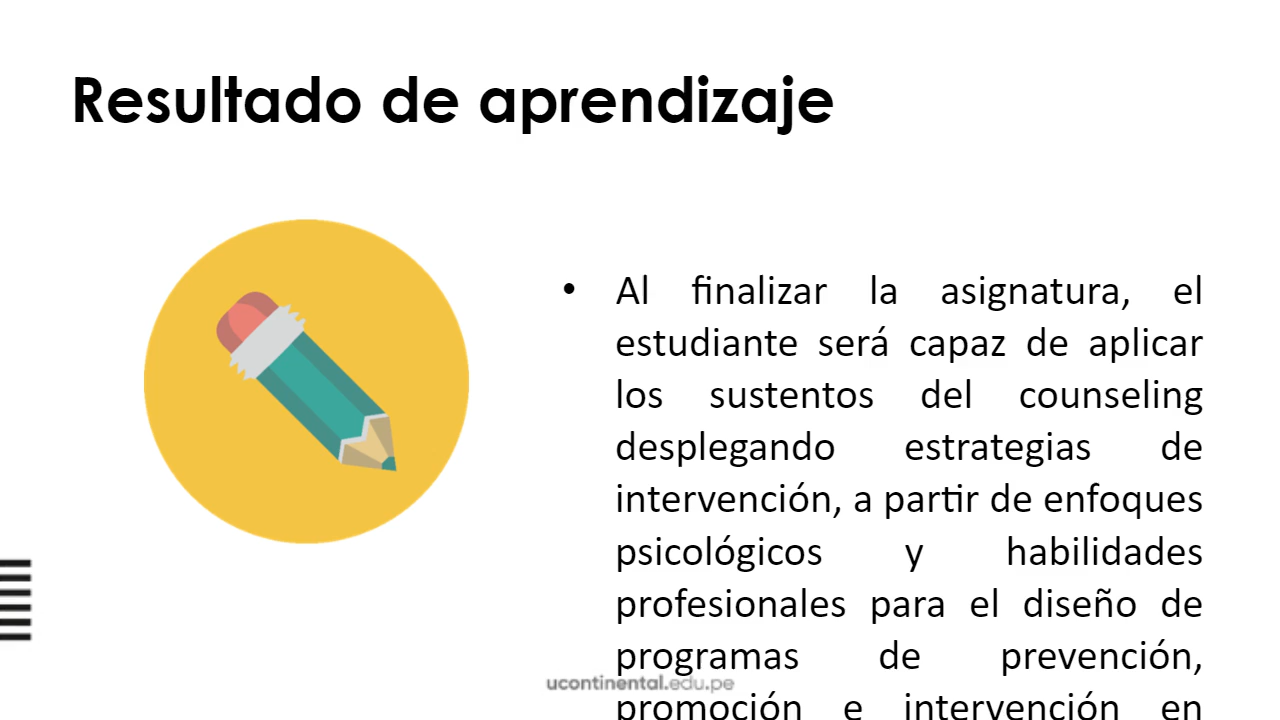 Resultado de aprendizaje
• Al finalizar la asignatura, el
estudiante será capaz de aplicar
los sustentos del counseling
desplegando estrategias de
intervención, a partir de enfoques
psicológicos y habilidades
profesionales para el diseño de
programas de prevención,
ucontinental.edu.pe
promoción e intervención en